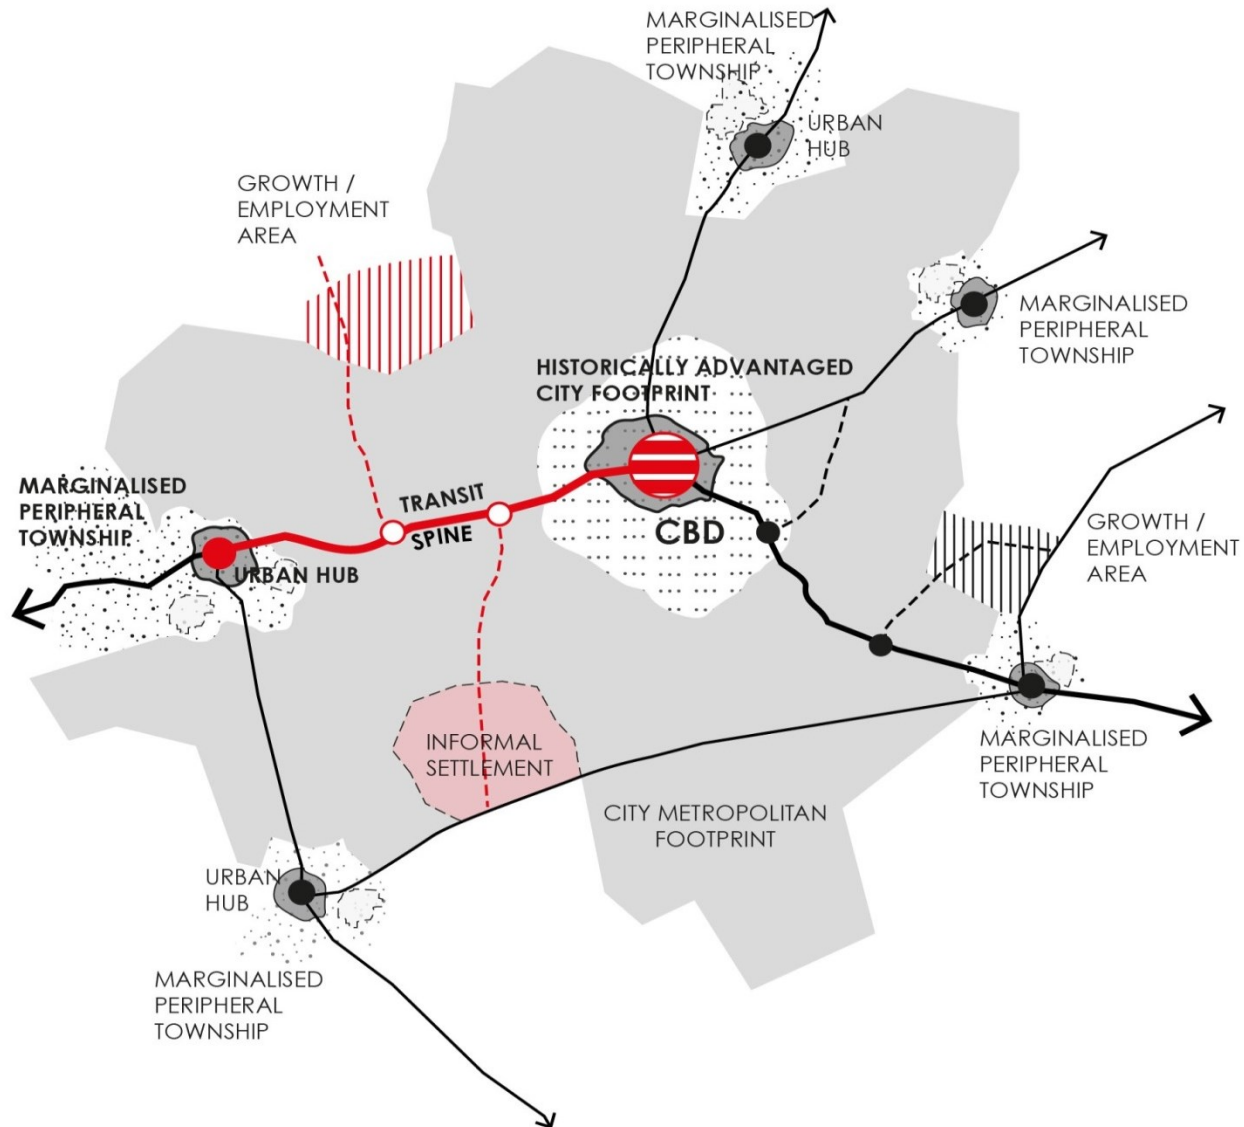 MARGINALISED
PERIPHERAL
TOWNSHIP
URBAN
HUB
GROWTH /
EMPLOYMENT
AREA
MARGINALISED
PERIPHERAL
TOWNSHIP
HISTORICALLY ADVANTAGED
CITY FOOTPRINT
MARGINALISED
PERIPHERAL
TOWNSHIP
URBAN HUB
TRANSIT
SPINE
CBD
GROWTH /
EMPLOYMENT
AREA
INFORMAL
SETTLEMENT
MARGINALISED
PERIPHERAL
TOWNSHIP
CITY METROPOLITAN
FOOTPRINT
URBAN
HUB
MARGINALISED
PERIPHERAL
TOWNSHIP